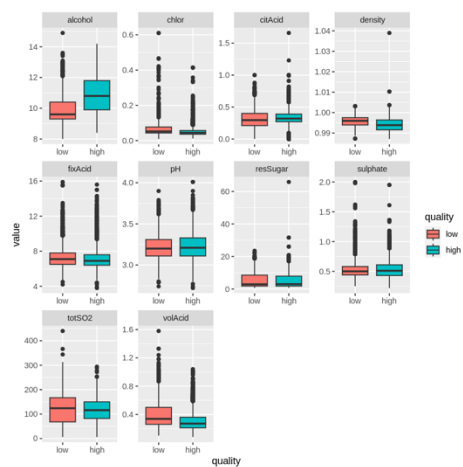 alcohol
chlor
citAcid
density
14
12
10
8
0.6
0.4
0.2
0.0
1.5
1.0
0.5
0.0
1.04
1.03
1.02
1.01
1.00
0.99
low high
low high
low high
low high
fixAcid
pH
resSugar
sulphate
16
12
8
4
4.0
3.5
3.0
60
40
20
0
2.0
1.5
1.0
0.5
low high
low high
low high
low high
totSO2
volAcid
400
300
200
100
0
1.6
1.2
0.8
0.4
low high
low high
value
quality
quality
low
high